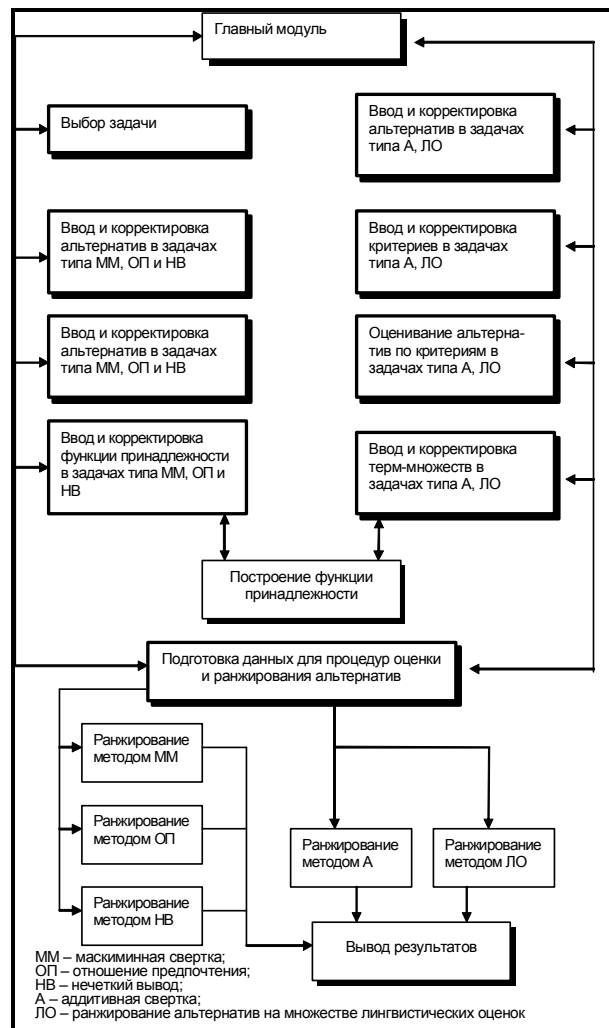 Главный модуль
Выбор задачи
Ввод и корректировка
альтернатив в задачах
типа А, ЛО
Ввод и корректировка
альтернатив в задачах
типа ММ, ОП и НВ
Ввод и корректировка
критериев в задачах
типа А, ЛО
Ввод и корректировка
альтернатив в задачах
типа ММ, ОП и НВ
Оценивание альтерна-
тив по критериям в
задачах типа А, ЛО
Ввод и корректировка
функции принадлежности
в задачах типа ММ, ОП и
НВ
Ввод и корректировка
терм-множеств в
задачах типа А, ЛО
Построение функции
принадлежности
Подготовка данных для процедур оценки
и ранжирования альтернатив
Ранжирование
методом ММ
Ранжирование
методом ОП
Ранжирование
методом НВ
Ранжирование
методом А
Ранжирование
методом ЛО
Вывод результатов
ММ – маскиминная свертка;
ОП – отношение предпочтения;
НВ – нечеткий вывод;
А – аддитивная свертка;
ЛО – ранжирование альтернатив на множестве лингвистических оценок